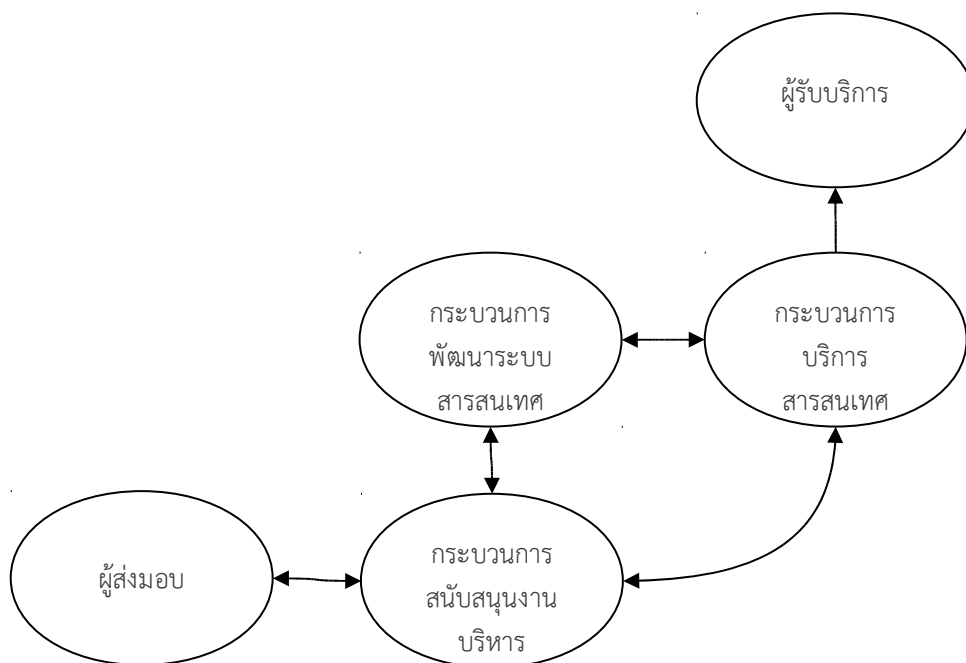 ผู้รับบริการ
กระบวนการ
พัฒนาระบบ
สารสนเทศ
กระบวนการ
บริการ
สารสนเทศ
ผู้ส่งมอบ
กระบวนการ
สนับสนุนงาน
บริหาร